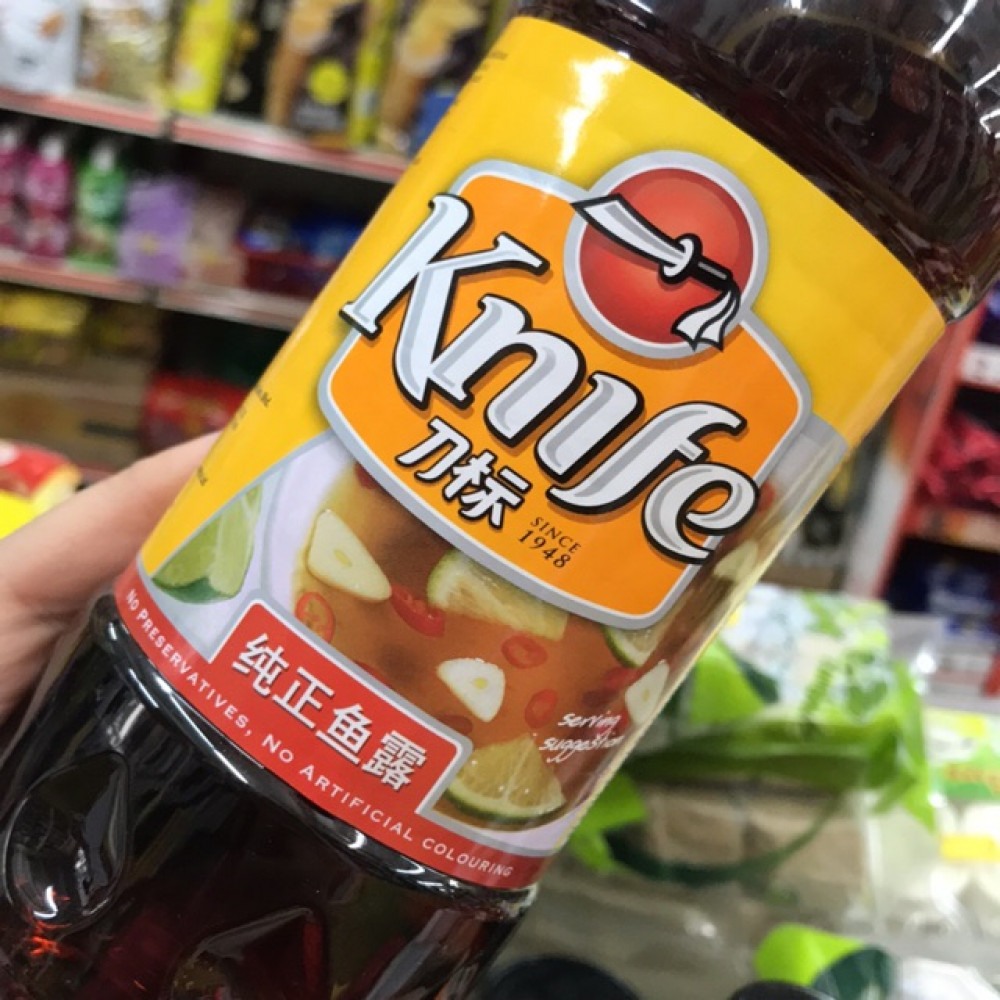 Knife
刀标
SINCE
1948
纯正鱼露
serving
suggestion
NO PRESERVATIVES, NO ARTIFICIAL COLOURING